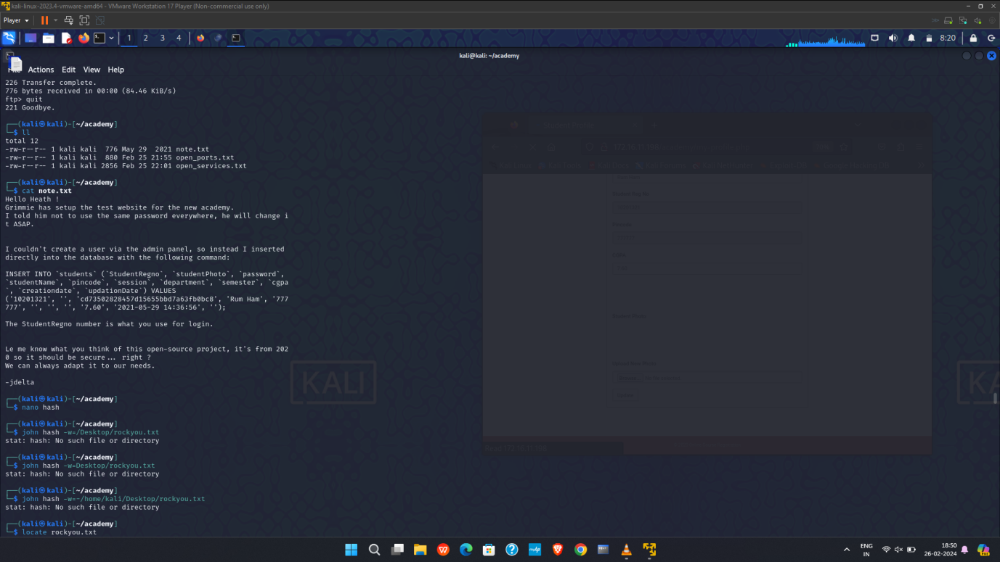 kali-linux-2023.4-vmware-amd64 - VMware Workstation 17 Player (Non-commercial use only)
Player
1 2 3 4
8:20
kali@kali: ~/academy
Actions Edit View Help
226 Transfer complete.
776 bytes received in 00:00 (84.46 KiB/s)
ftp> quit
221 Goodbye.
┌──(kali㉿kali)-[~/academy]
└─$ ll
total 12
-rw-r--r-- 1 kali kali 776 May 29 2021 note.txt
-rw-r--r-- 1 kali kali 880 Feb 25 21:55 open_ports.txt
-rw-r--r-- 1 kali kali 2856 Feb 25 22:01 open_services.txt
┌──(kali㉿kali)-[~/academy]
└─$ cat note.txt
Hello Heath !
Grimmie has setup the test website for the new academy.
I told him not to use the same password everywhere, he will change i
t ASAP.
I couldn't create a user via the admin panel, so instead I inserted
directly into the database with the following command:
INSERT INTO `students` (`StudentRegno`, `studentPhoto`, `password`,
`studentName`, `pincode`, `session`, `department`, `semester`, `cgpa
`, `creationdate`, `updationDate`) VALUES
('10201321', '', 'cd73502828457d15655bbd7a63fb0bc8', 'Rum Ham', '777
777', '', '', '', '7.60', '2021-05-29 14:36:56', '');
The StudentRegno number is what you use for login.
Le me know what you think of this open-source project, it's from 202
0 so it should be secure... right ?
We can always adapt it to our needs.
-jdelta
┌──(kali㉿kali)-[~/academy]
└─$ nano hash
┌──(kali㉿kali)-[~/academy]
└─$ john hash -w=/Desktop/rockyou.txt
stat: hash: No such file or directory
┌──(kali㉿kali)-[~/academy]
└─$ john hash -w=Desktop/rockyou.txt
stat: hash: No such file or directory
┌──(kali㉿kali)-[~/academy]
└─$ john hash -w=~/home/kali/Desktop/rockyou.txt
stat: hash: No such file or directory
┌──(kali㉿kali)-[~/academy]
└─$ locate rockyou.txt
KALI
ENG
IN
18:50
26-02-2024